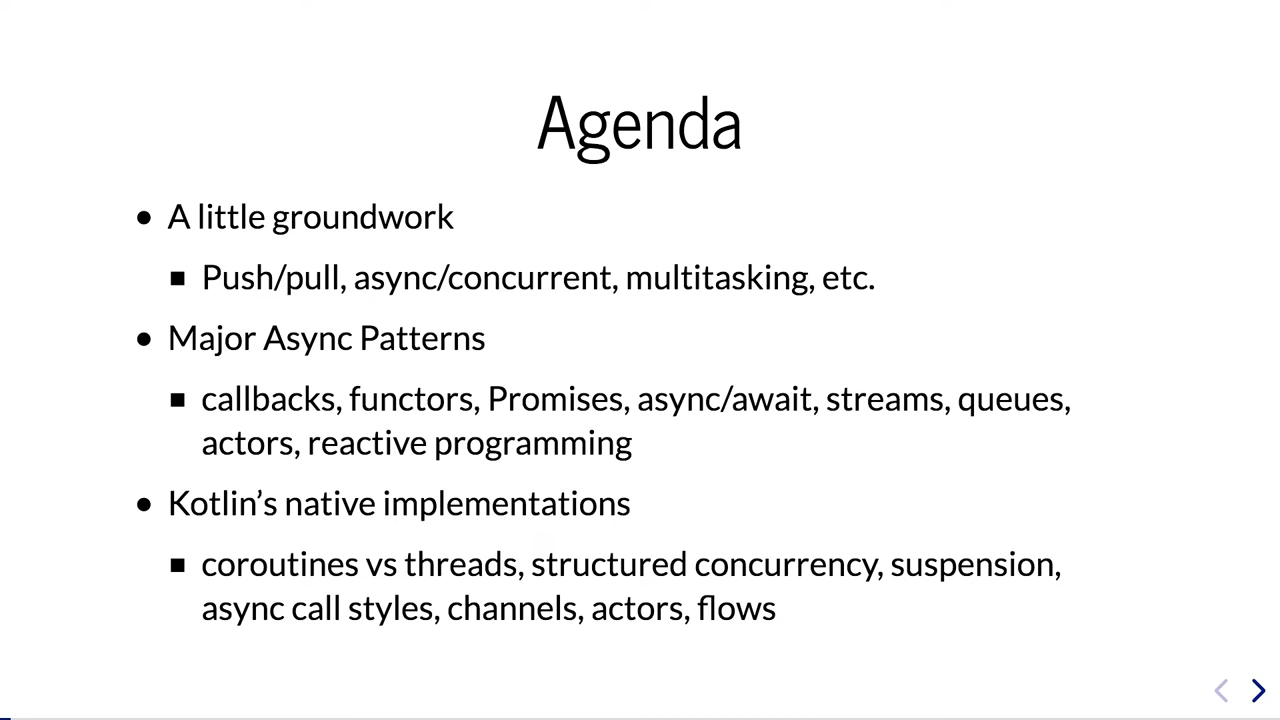 Agenda
• A little groundwork
▪ Push/pull, async/concurrent, multitasking, etc.
• Major Async Patterns
▪ callbacks, functors, Promises, async/await, streams, queues,
actors, reactive programming
• Kotlin’s native implementations
▪ coroutines vs threads, structured concurrency, suspension,
async call styles, channels, actors, flows